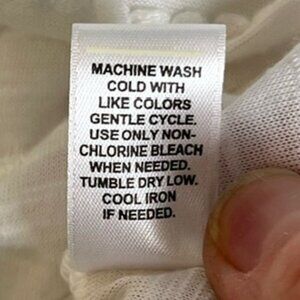 MACHINE WASH
COLD WITH
LIKE COLORS
GENTLE CYCLE.
USE ONLY NON-
CHLORINE BLEACH
WHEN NEEDED.
TUMBLE DRY LOW.
COOL IRON
IF NEEDED.